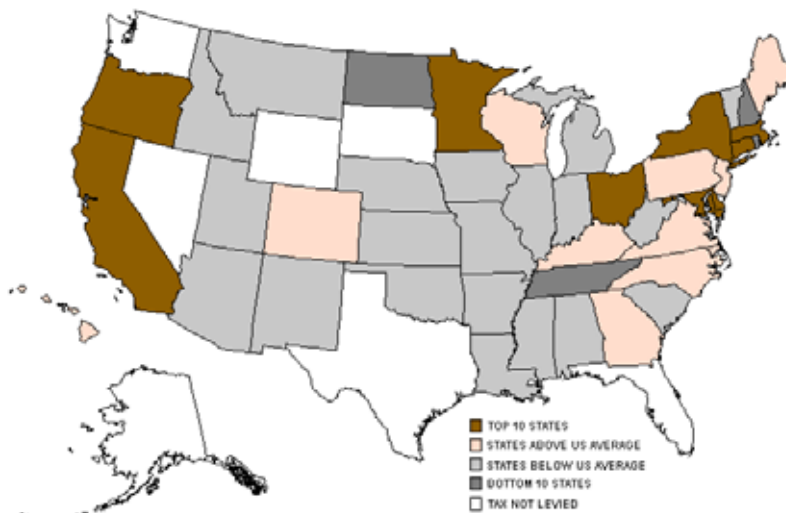 TOP 10 STATES
STATES ABOVE US AVERAGE
STATES BELOW US AVERAGE
BOTTOM 10 STATES
TAX NOT LEVIED